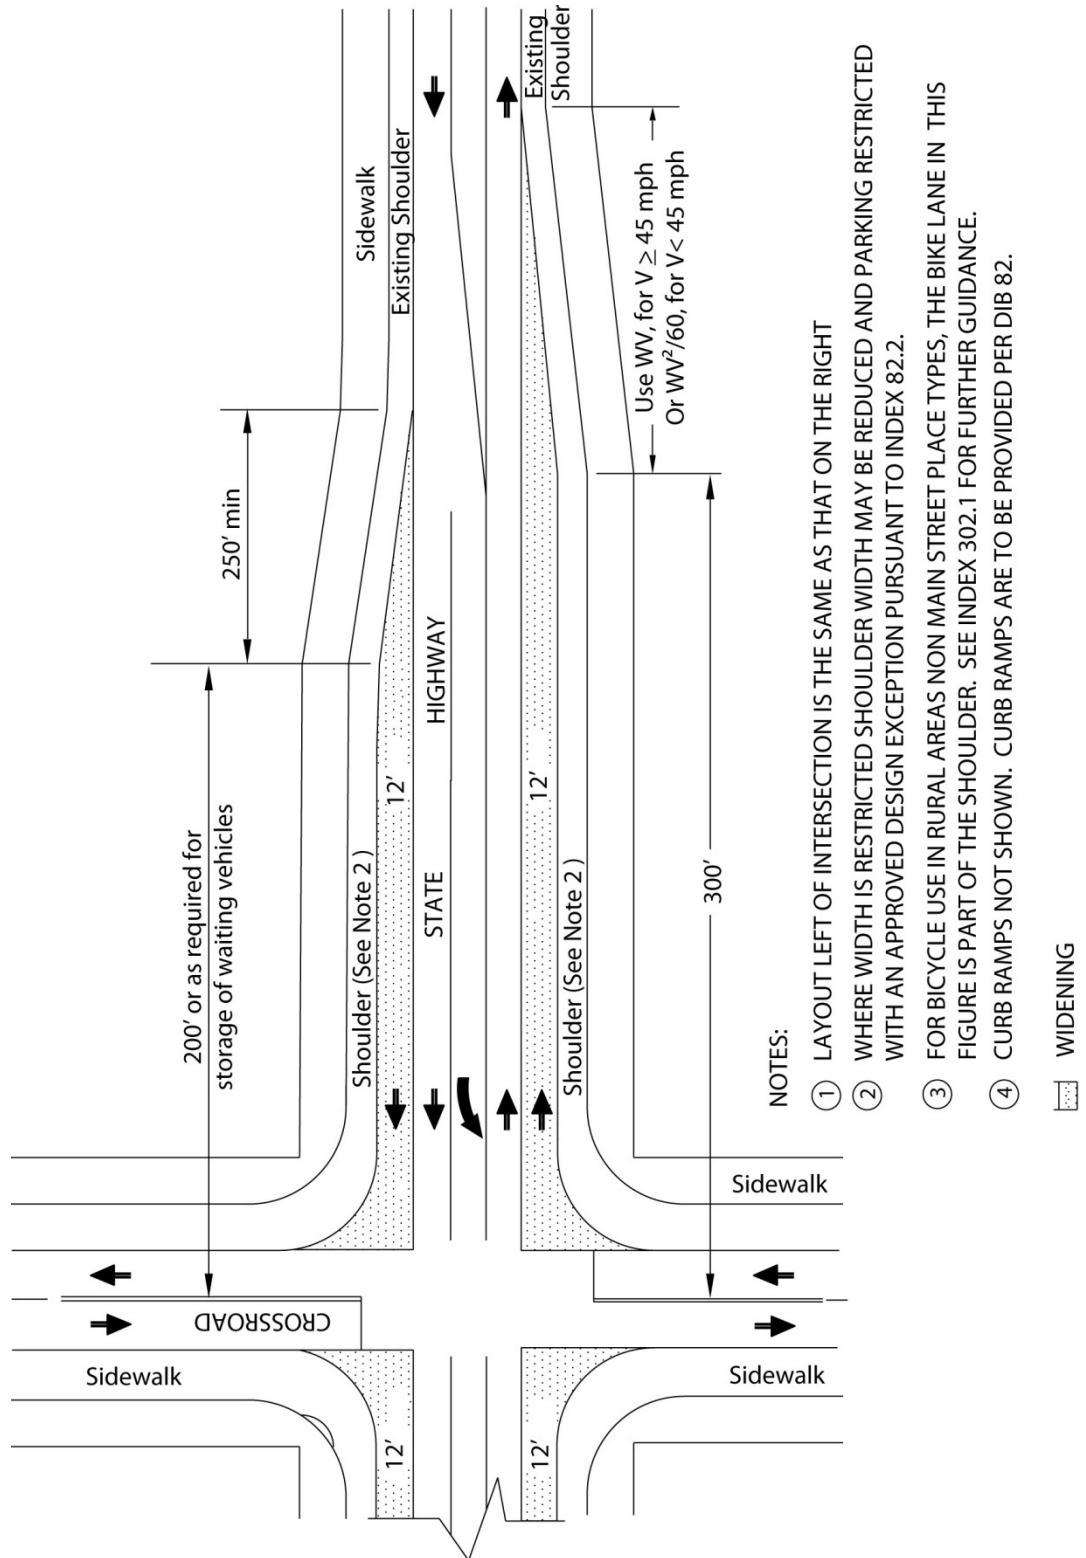 Sidewalk
Existing Shoulder
Existing
Shoulder
250' min
Use WV, for V ≥ 45 mph
Or WV²/60, for V< 45 mph
200' or as required for
storage of waiting vehicles
Shoulder (See Note 2 )
12'
STATE HIGHWAY
12'
Shoulder (See Note 2 )
300'
CROSSROAD
Sidewalk
Sidewalk
Sidewalk
12'
12'
NOTES:
1 LAYOUT LEFT OF INTERSECTION IS THE SAME AS THAT ON THE RIGHT
2 WHERE WIDTH IS RESTRICTED SHOULDER WIDTH MAY BE REDUCED AND PARKING RESTRICTED
WITH AN APPROVED DESIGN EXCEPTION PURSUANT TO INDEX 82.2.
3 FOR BICYCLE USE IN RURAL AREAS NON MAIN STREET PLACE TYPES, THE BIKE LANE IN THIS
FIGURE IS PART OF THE SHOULDER. SEE INDEX 302.1 FOR FURTHER GUIDANCE.
4 CURB RAMPS NOT SHOWN. CURB RAMPS ARE TO BE PROVIDED PER DIB 82.
WIDENING